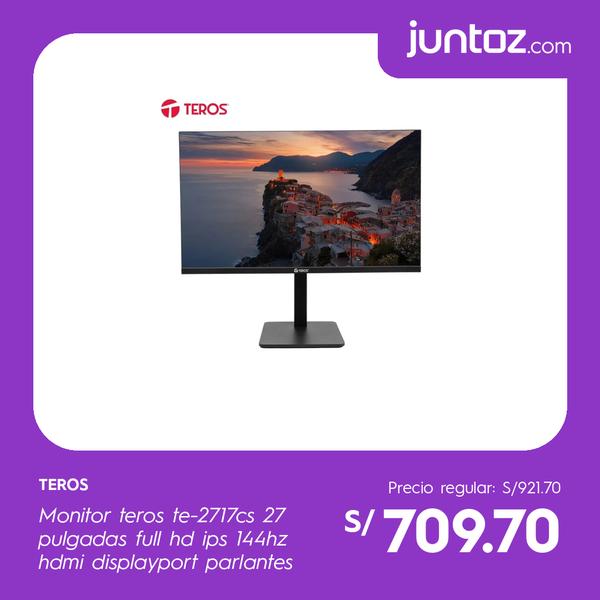 juntoz.com
TEROS
TEROS
TEROS
Monitor teros te-2717cs 27
pulgadas full hd ips 144hz
hdmi displayport parlantes
Precio regular: S/921.70
S/709.70